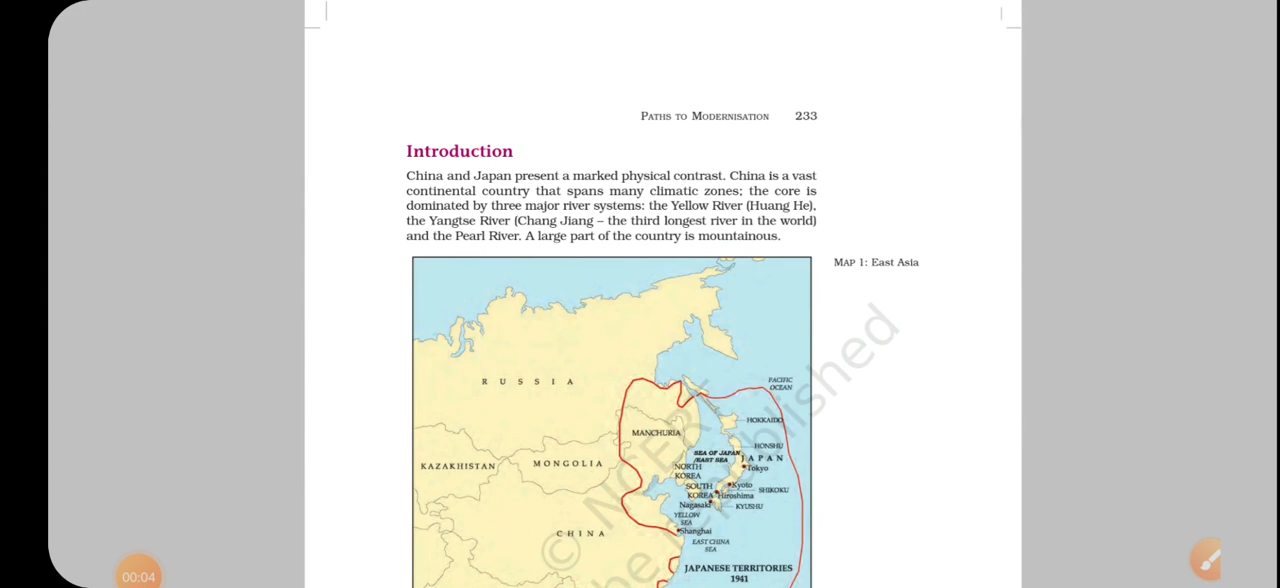 PATHS TO MODERNISATION 233
Introduction
China and Japan present a marked physical contrast. China is a vast
continental country that spans many climatic zones; the core is
dominated by three major river systems: the Yellow River (Huang He),
the Yangtse River (Chang Jiang – the third longest river in the world)
and the Pearl River. A large part of the country is mountainous.
MAP 1: East Asia
RUSSIA
PACIFIC
OCEAN
HOKKAIDO
MANCHURIA
HONSHU
SEA OF JAPAN
/EAST SEA
JAPAN
Tokyo
KAZAKHSTAN
MONGOLIA
NORTH
KOREA
SOUTH
KOREA
Kyoto
Hiroshima
SHIKOKU
Nagasaki
KYUSHU
YELLOW
SEA
Shanghai
CHINA
EAST CHINA
SEA
JAPANESE TERRITORIES
1941
© NCERT
be republished
00:04